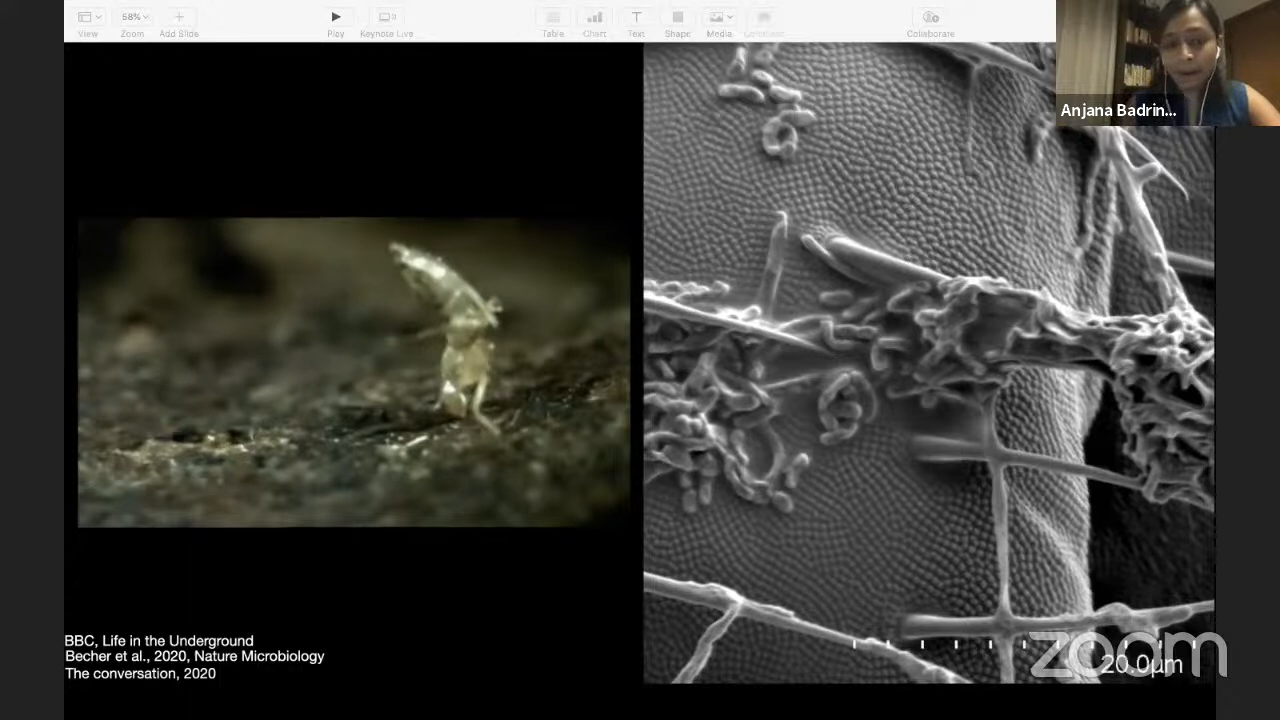 View
58%
Zoom
Add Slide
Play
Keynote Live
Table
Chart
Text
Shape
Media
Collaborate
Anjana Badrin...
BBC, Life in the Underground
Becher et al., 2020, Nature Microbiology
The conversation, 2020
20.0µm
zoom